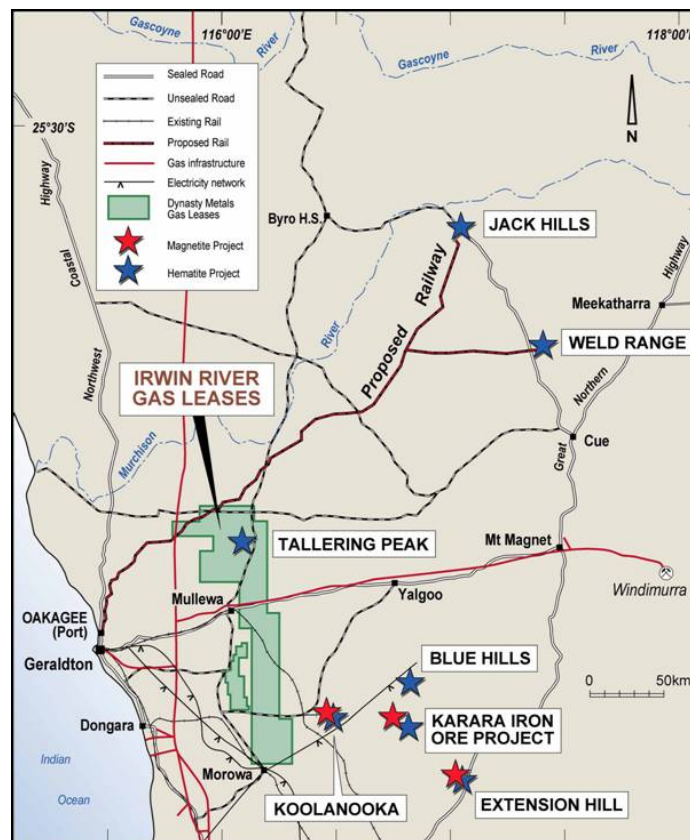 116°00'E
118°00'E
Gascoyne
River
Gascoyne
River
Sealed Road
Unsealed Road
Existing Rail
Proposed Rail
Gas infrastructure
Electricity network
Dynasty Metals
Gas Leases
Magnetite Project
Hematite Project
25°30'S
N
Highway
Coastal
Northwest
Byro H.S.
JACK HILLS
Highway
Meekatharra
Railway
Proposed
River
WELD RANGE
Northern
IRWIN RIVER
GAS LEASES
Murchison
Cue
Great
TALLERING PEAK
Mt Magnet
Windimurra
Mullewa
Yalgoo
OAKAGEE
(Port)
Geraldton
BLUE HILLS
0
50km
Dongara
KARARA IRON
ORE PROJECT
Indian
Ocean
Morowa
KOOLANOOKA
EXTENSION HILL